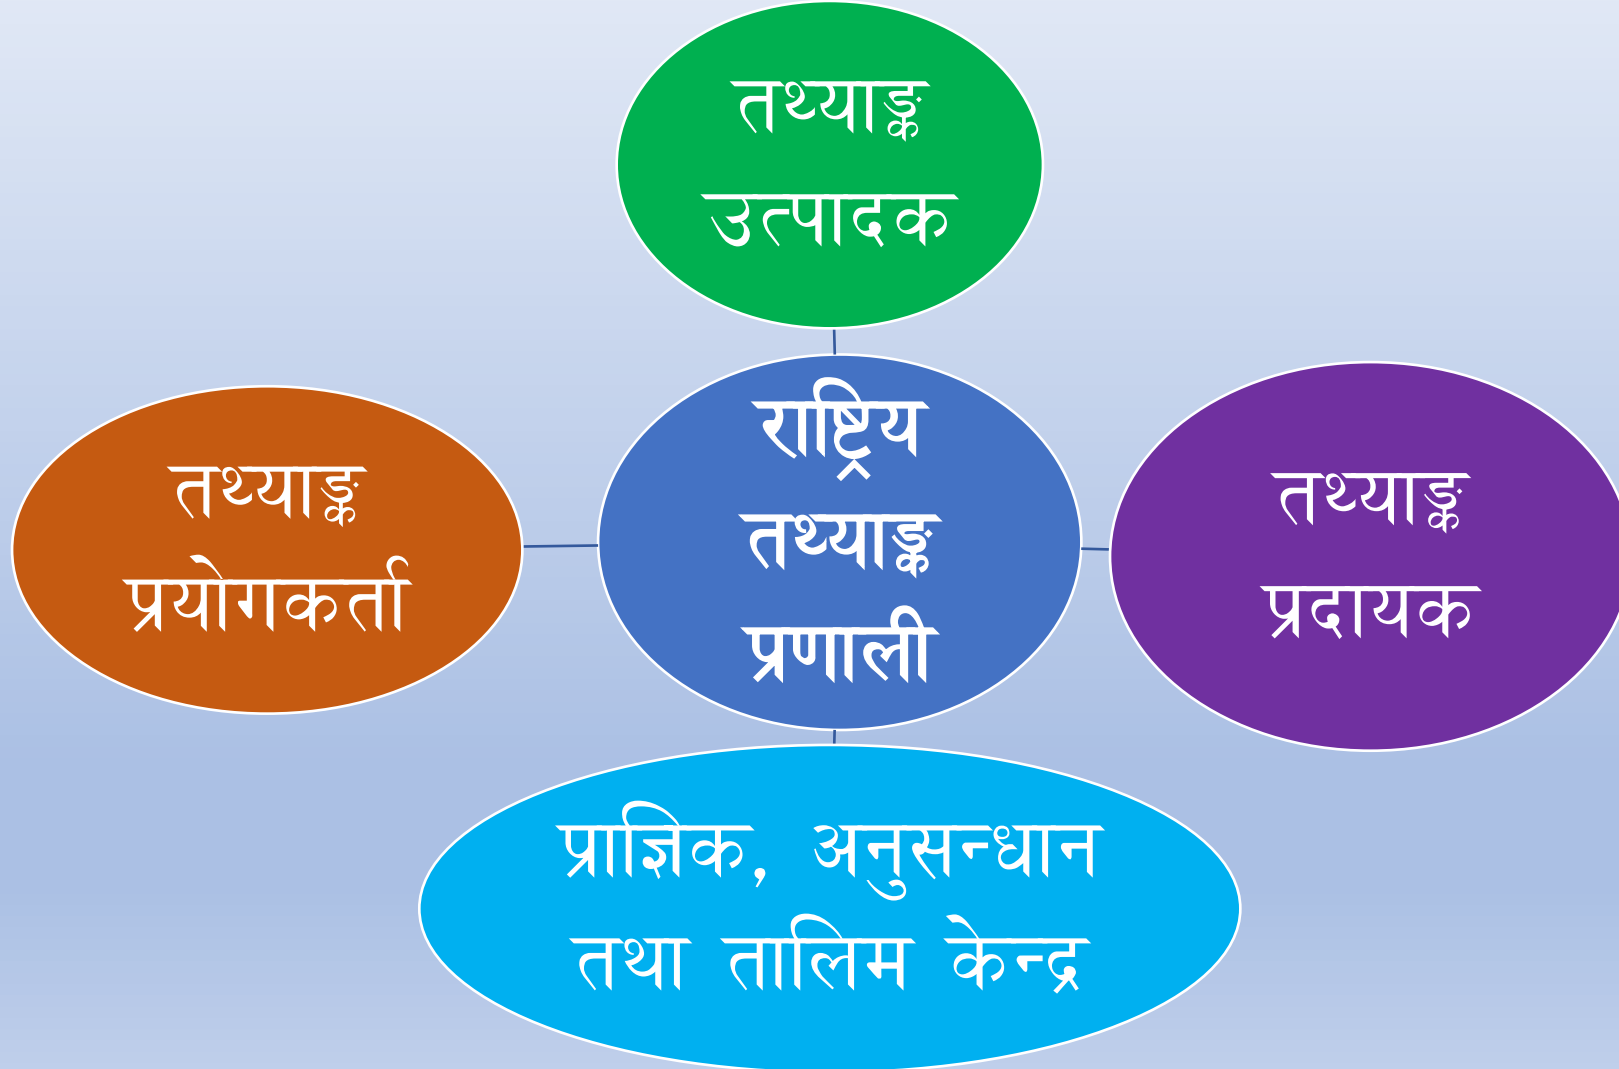 तथ्याङ्क
उत्पादक
राष्ट्रिय
तथ्याङ्क
प्रणाली
तथ्याङ्क
प्रयोगकर्ता
तथ्याङ्क
प्रदायक
प्राज्ञिक, अनुसन्धान
तथा तालिम केन्द्र